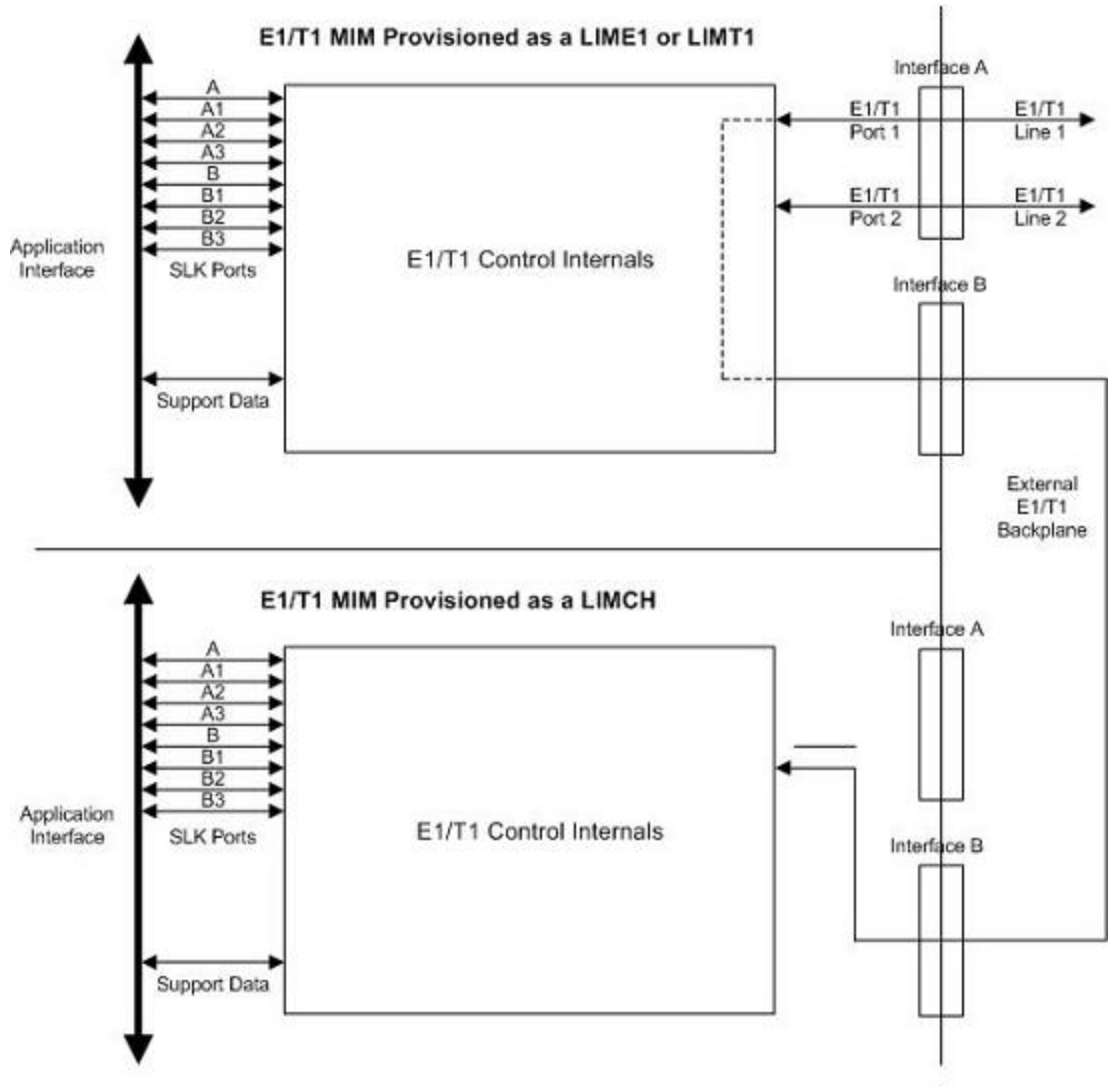 E1/T1 MIM Provisioned as a LIME1 or LIMT1
Interface A
A
A1
A2
A3
B
B1
B2
B3
SLK Ports
Application
Interface
Support Data
E1/T1 Control Internals
E1/T1
Port 1
E1/T1
Line 1
E1/T1
Port 2
E1/T1
Line 2
Interface B
External
E1/T1
Backplane
E1/T1 MIM Provisioned as a LIMCH
Interface A
A
A1
A2
A3
B
B1
B2
B3
SLK Ports
Application
Interface
Support Data
E1/T1 Control Internals
Interface B